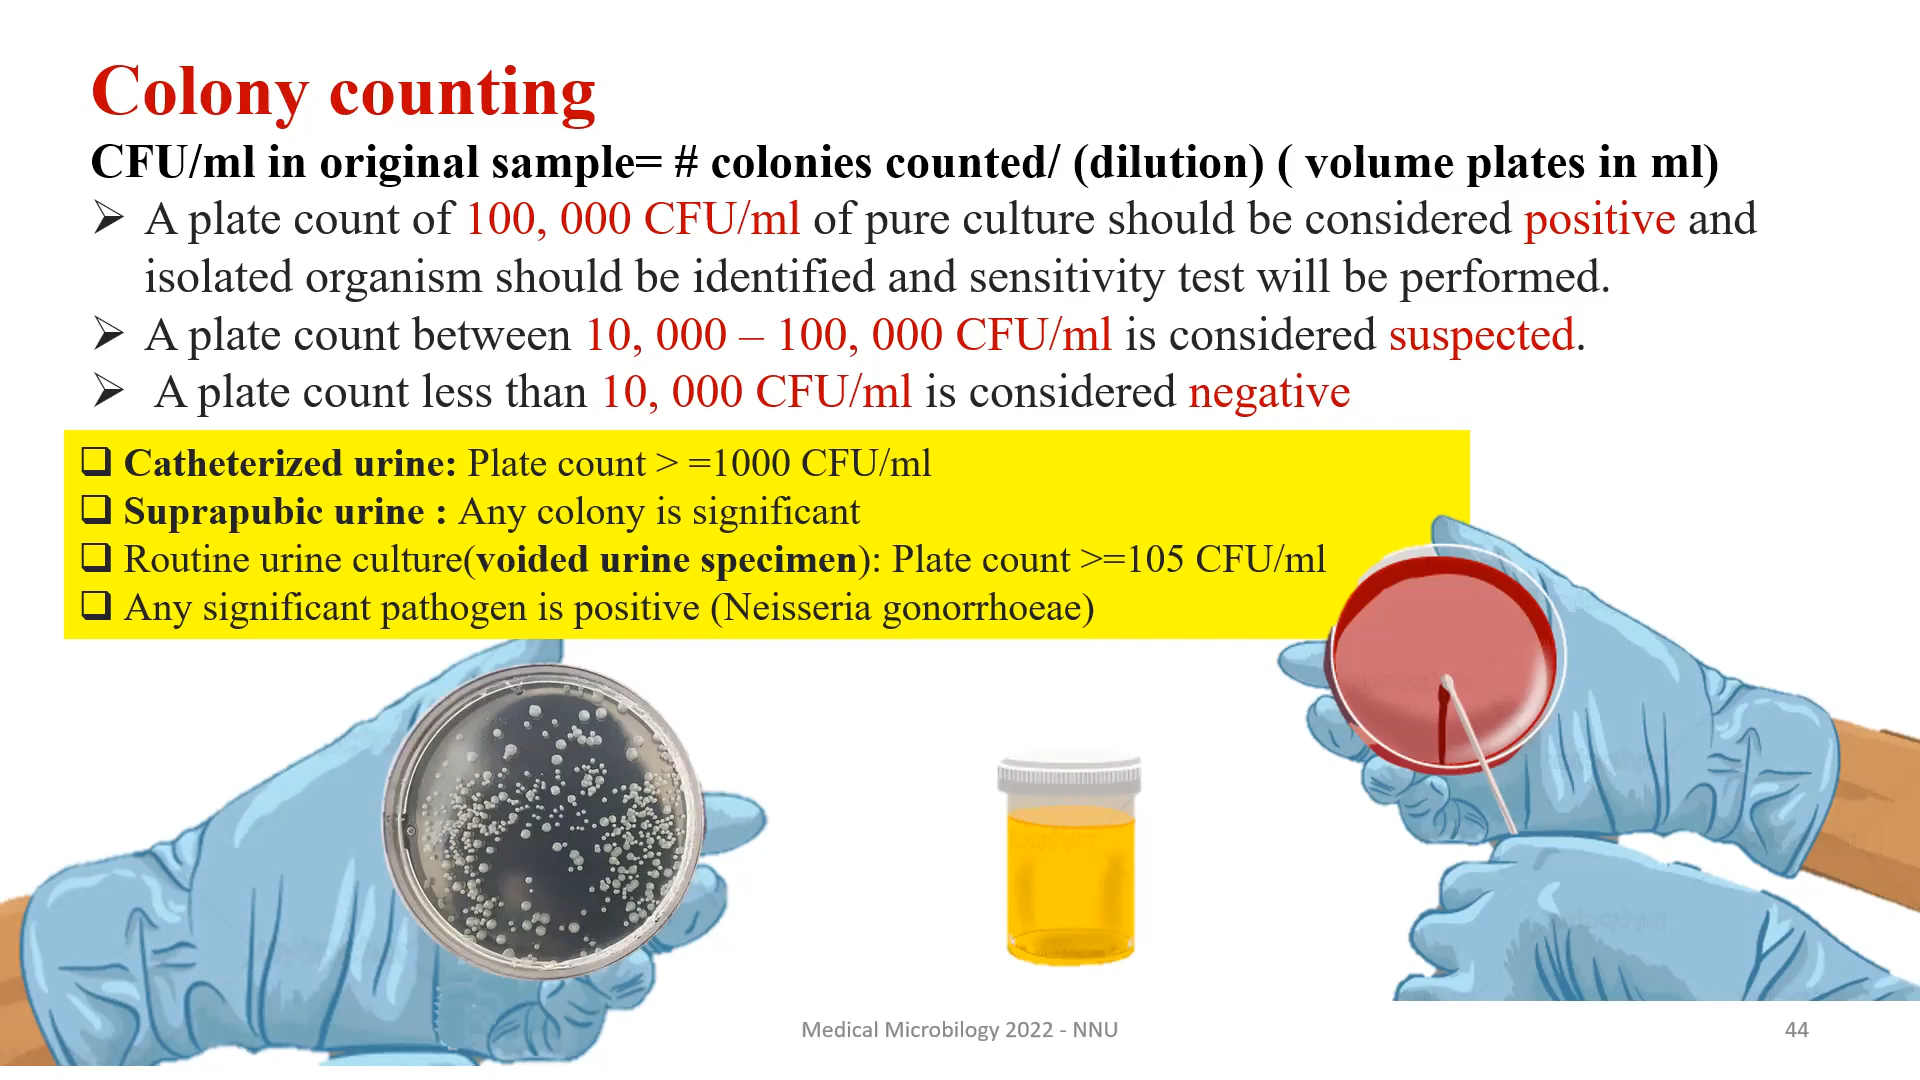 Colony counting
CFU/ml in original sample= # colonies counted/ (dilution) ( volume plates in ml)
➢ A plate count of 100, 000 CFU/ml of pure culture should be considered positive and
isolated organism should be identified and sensitivity test will be performed.
➢ A plate count between 10, 000 – 100, 000 CFU/ml is considered suspected.
➢ A plate count less than 10, 000 CFU/ml is considered negative
❑ Catheterized urine: Plate count > =1000 CFU/ml
❑ Suprapubic urine : Any colony is significant
❑ Routine urine culture(voided urine specimen): Plate count >=105 CFU/ml
❑ Any significant pathogen is positive (Neisseria gonorrhoeae)
Medical Microbilogy 2022 - NNU
44